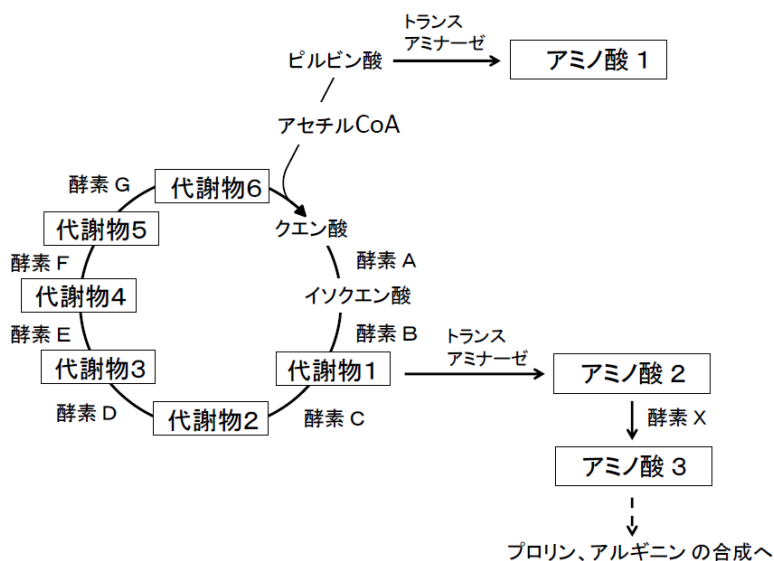 トランス
アミナーゼ
ピルビン酸
アミノ酸 1
アセチルCoA
酵素 G
代謝物6
代謝物5
クエン酸
酵素 F
酵素 A
代謝物4
イソクエン酸
酵素 E
酵素 B
トランス
アミナーゼ
代謝物3
代謝物1
アミノ酸 2
酵素 D
代謝物2
酵素 C
酵素 X
アミノ酸 3
プロリン、アルギニン の合成へ